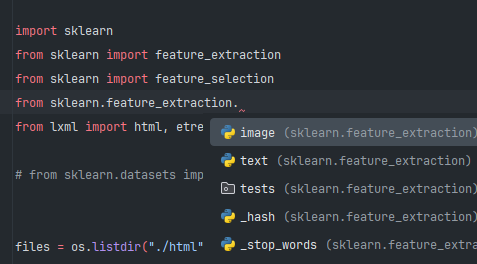 import sklearn
from sklearn import feature_extraction
from sklearn import feature_selection
from sklearn.feature_extraction.
from lxml import html, etre
image (sklearn.feature_extraction)
text (sklearn.feature_extraction)
# from sklearn.datasets imp
tests (sklearn.feature_extraction)
_hash (sklearn.feature_extraction)
files = os.listdir("./html"
_stop_words (sklearn.feature_extra